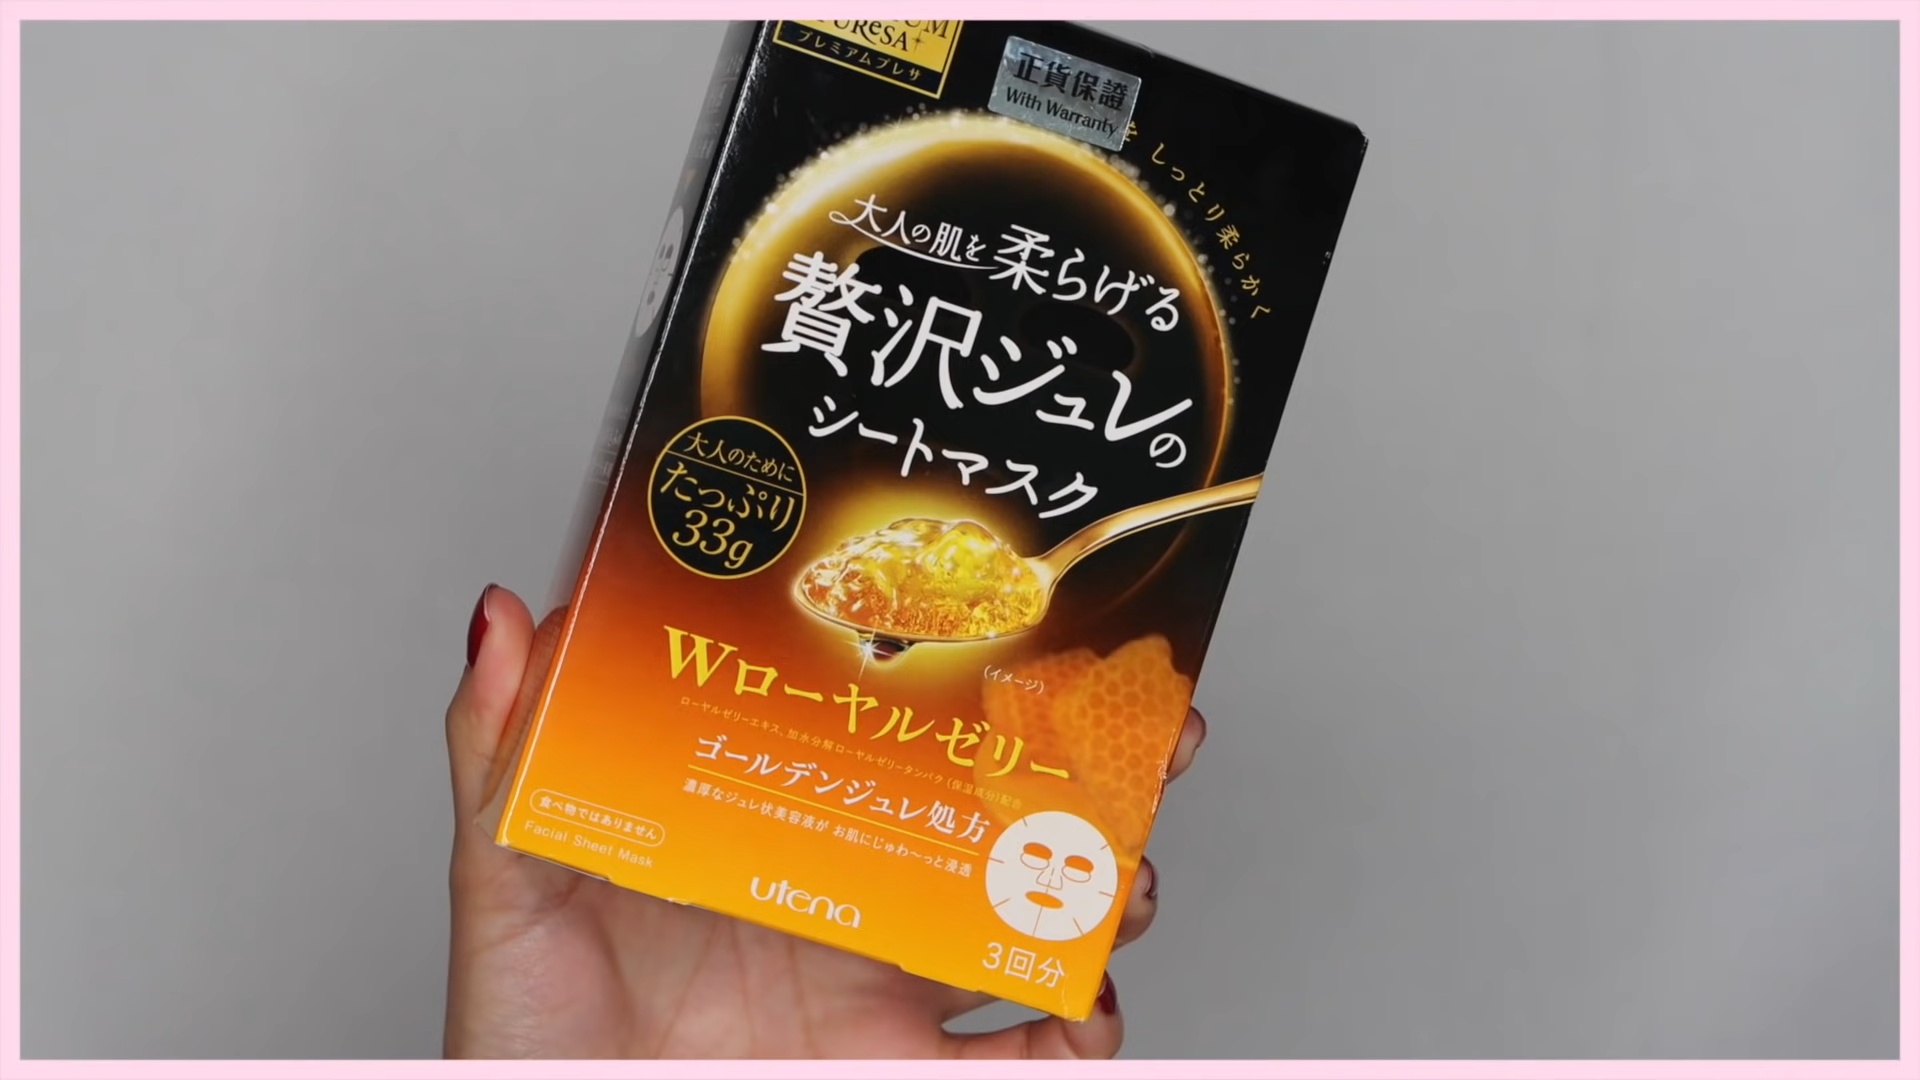 PURESA
プレミアムプレサ
正貨保證
With Warranty
を しっとり柔らかく
大人の肌を柔らげる
贅沢ジュレの
シートマスク
大人のために
たっぷり
33g
(イメージ)
Wローヤルゼリー
ローヤルゼリーエキス、加水分解ローヤルゼリータンパク(保湿成分)配合
ゴールデンジュレ処方
濃厚なジュレ状美容液が お肌にじゅわ〜っと浸透
食べ物ではありません
Facial Sheet Mask
utena
3回分